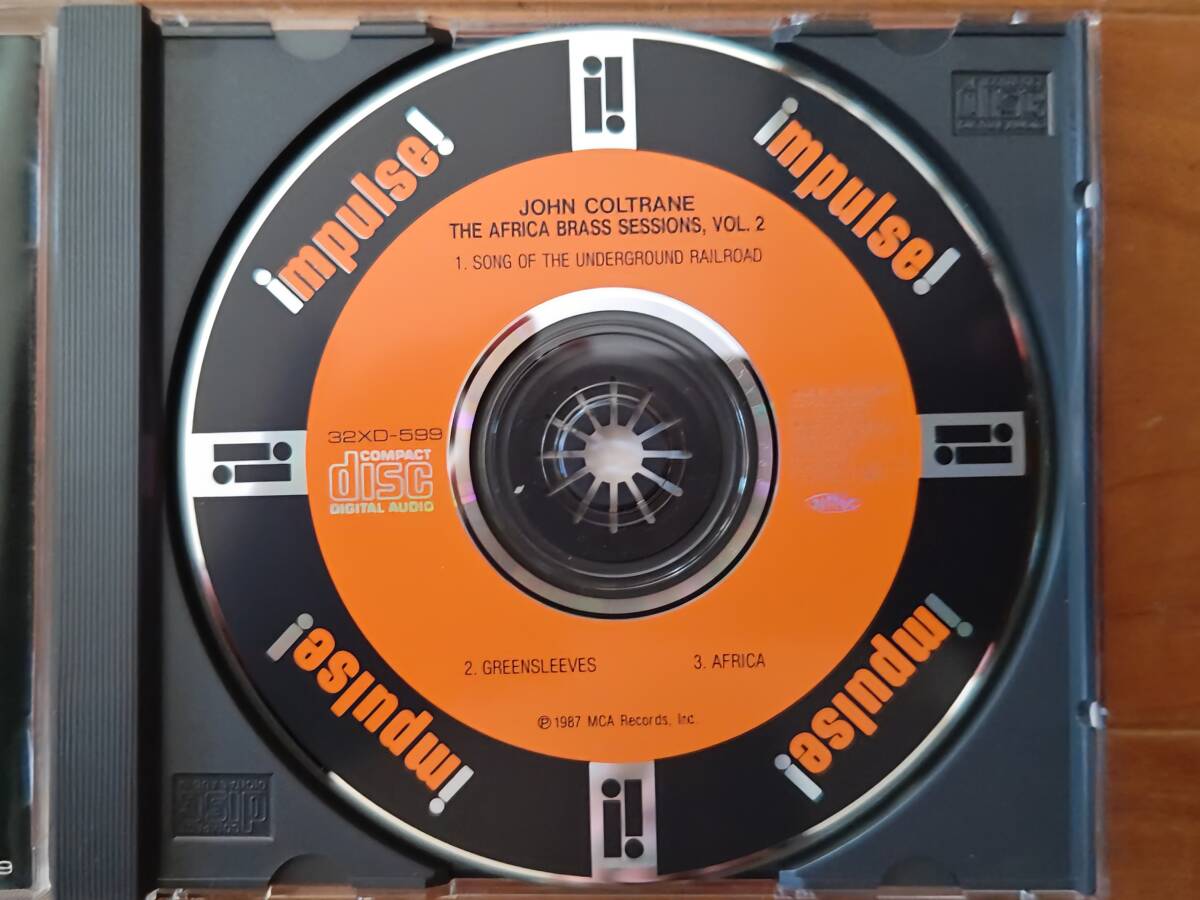 impulse!
impulse!
JOHN COLTRANE
THE AFRICA BRASS SESSIONS, VOL. 2
1. SONG OF THE UNDERGROUND RAILROAD
32XD-599
COMPACT
disc
DIGITAL AUDIO
2. GREENSLEEVES
3. AFRICA
℗ 1987 MCA Records, Inc.
impulse!
impulse!
9